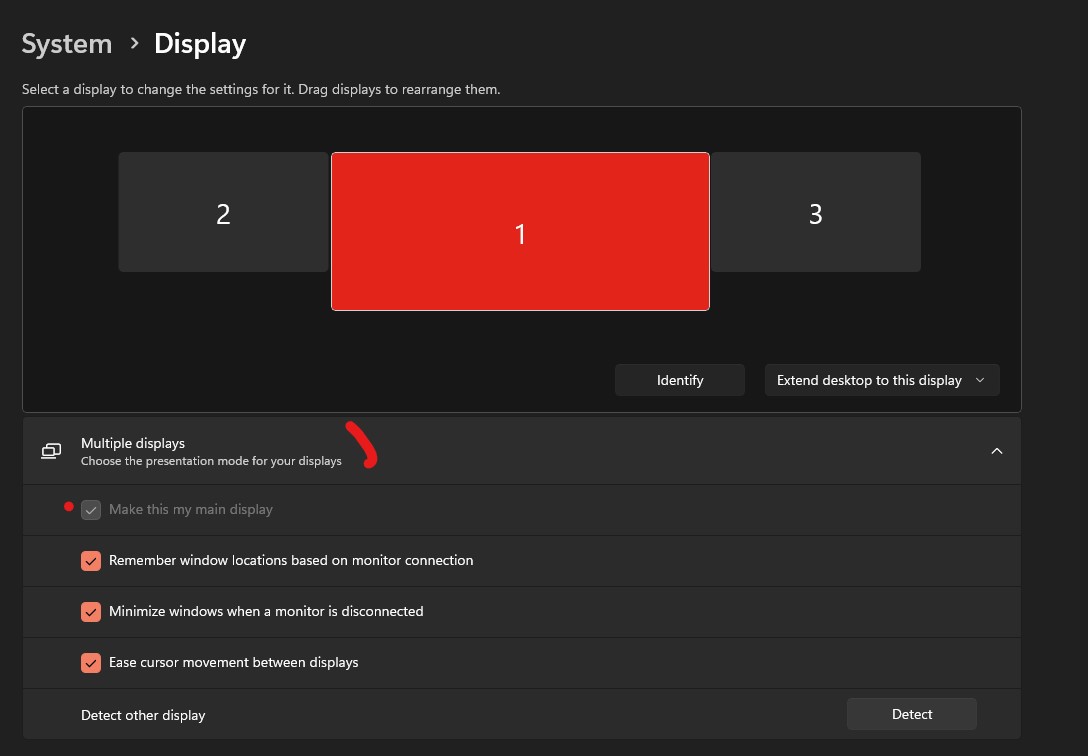 System > Display
Select a display to change the settings for it. Drag displays to rearrange them.
2
1
3
Identify
Extend desktop to this display
Multiple displays
Choose the presentation mode for your displays
Make this my main display
Remember window locations based on monitor connection
Minimize windows when a monitor is disconnected
Ease cursor movement between displays
Detect other display
Detect